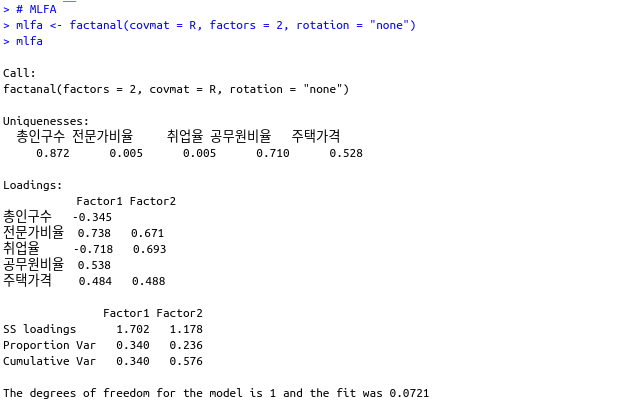 > # MLFA
> mlfa <- factanal(covmat = R, factors = 2, rotation = "none")
> mlfa
Call:
factanal(factors = 2, covmat = R, rotation = "none")
Uniquenesses:
총인구수 전문가비율 취업율 공무원비율 주택가격
0.872 0.005 0.005 0.710 0.528
Loadings:
Factor1 Factor2
총인구수 -0.345
전문가비율 0.738 0.671
취업율 -0.718 0.693
공무원비율 0.538
주택가격 0.484 0.488
Factor1 Factor2
SS loadings 1.702 1.178
Proportion Var 0.340 0.236
Cumulative Var 0.340 0.576
The degrees of freedom for the model is 1 and the fit was 0.0721